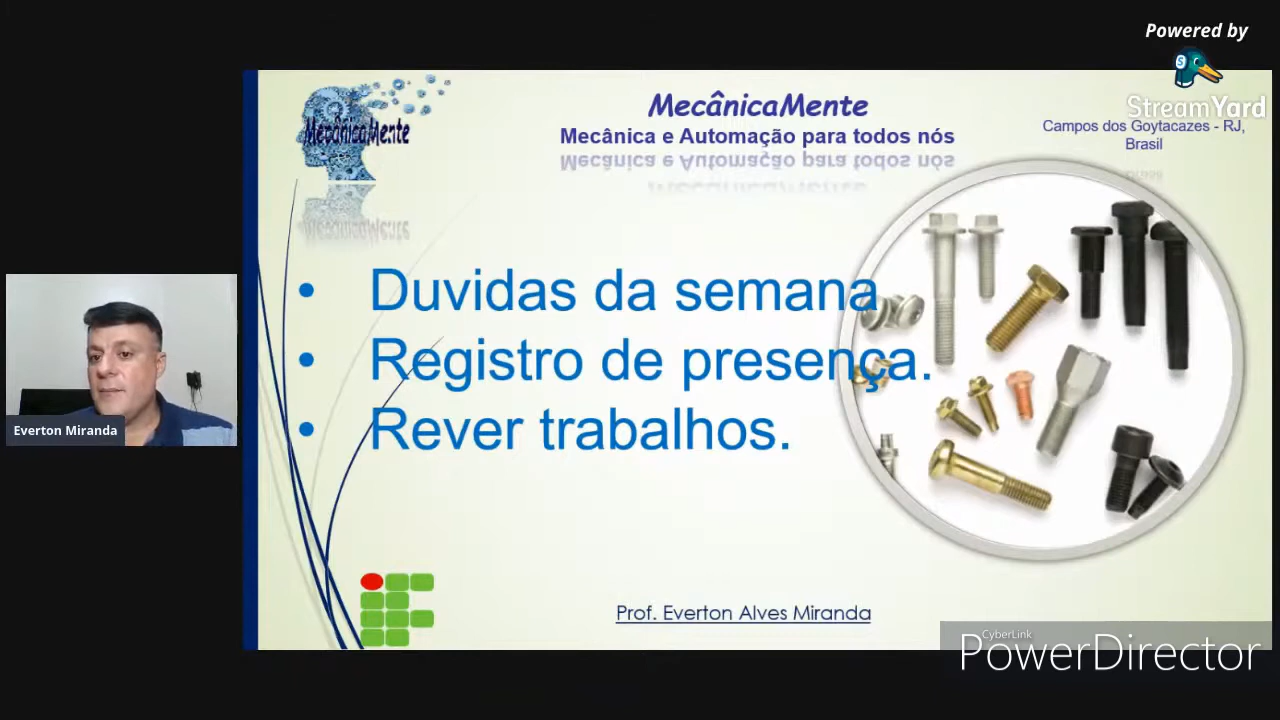 Powered by
StreamYard
MecânicaMente
MecânicaMente
Mecânica e Automação para todos nós
Campos dos Goytacazes - RJ,
Brasil
• Duvidas da semana
• Registro de presença.
• Rever trabalhos.
Everton Miranda
Prof. Everton Alves Miranda
CyberLink
PowerDirector